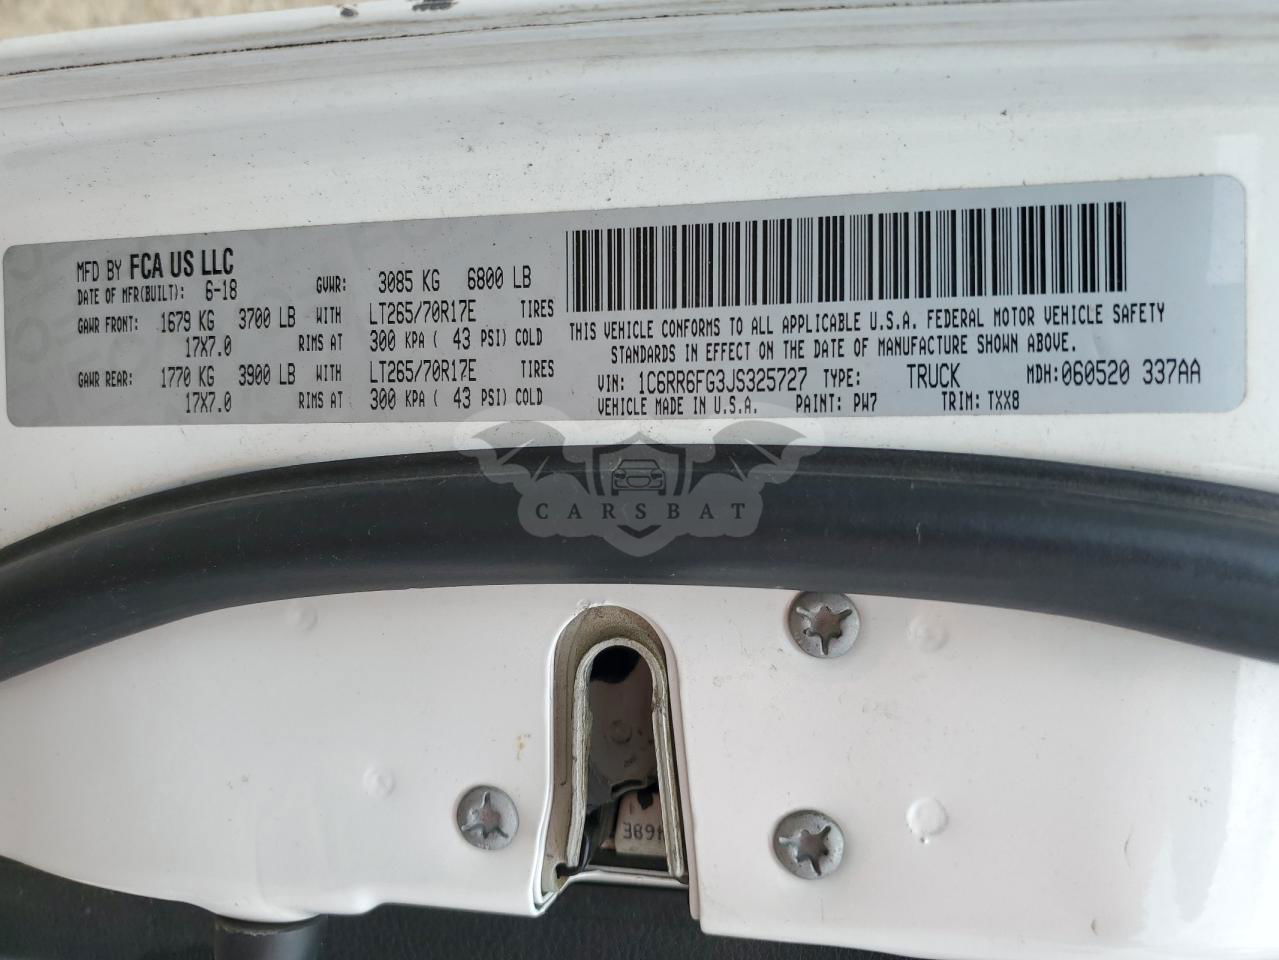 MFD BY FCA US LLC
DATE OF MFR(BUILT): 6-18 GVWR: 3085 KG 6800 LB
GAWR FRONT: 1679 KG 3700 LB WITH LT265/70R17E TIRES
17X7.0 RIMS AT 300 KPA ( 43 PSI) COLD
GAWR REAR: 1770 KG 3900 LB WITH LT265/70R17E TIRES
17X7.0 RIMS AT 300 KPA ( 43 PSI) COLD
THIS VEHICLE CONFORMS TO ALL APPLICABLE U.S.A. FEDERAL MOTOR VEHICLE SAFETY
STANDARDS IN EFFECT ON THE DATE OF MANUFACTURE SHOWN ABOVE.
VIN: 1C6RR6FG3JS325727 TYPE: TRUCK MDH:060520 337AA
VEHICLE MADE IN U.S.A. PAINT: PW7 TRIM: TXX8
CARSBAT